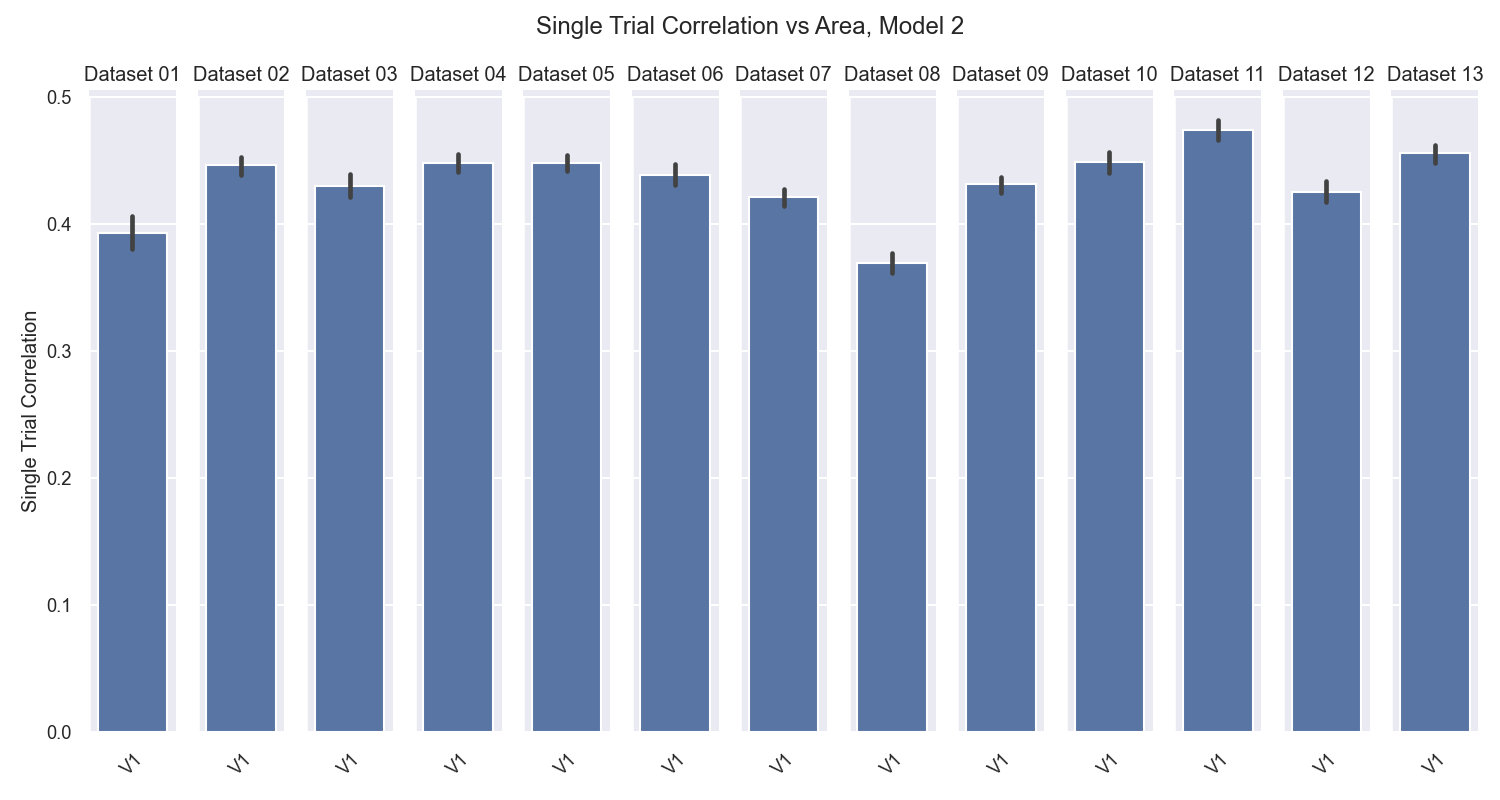 Single Trial Correlation vs Area, Model 2
Dataset 01 Dataset 02 Dataset 03 Dataset 04 Dataset 05 Dataset 06 Dataset 07 Dataset 08 Dataset 09 Dataset 10 Dataset 11 Dataset 12 Dataset 13
0.5
0.4
0.3
0.2
0.1
0.0
Single Trial Correlation
V1 V1 V1 V1 V1 V1 V1 V1 V1 V1 V1 V1 V1